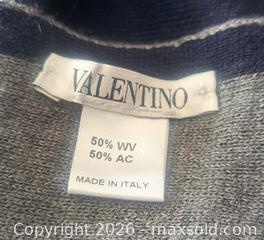 VALENTINO
50% WV
50% AC
MADE IN ITALY
Copyright 2026 - maxsold.com